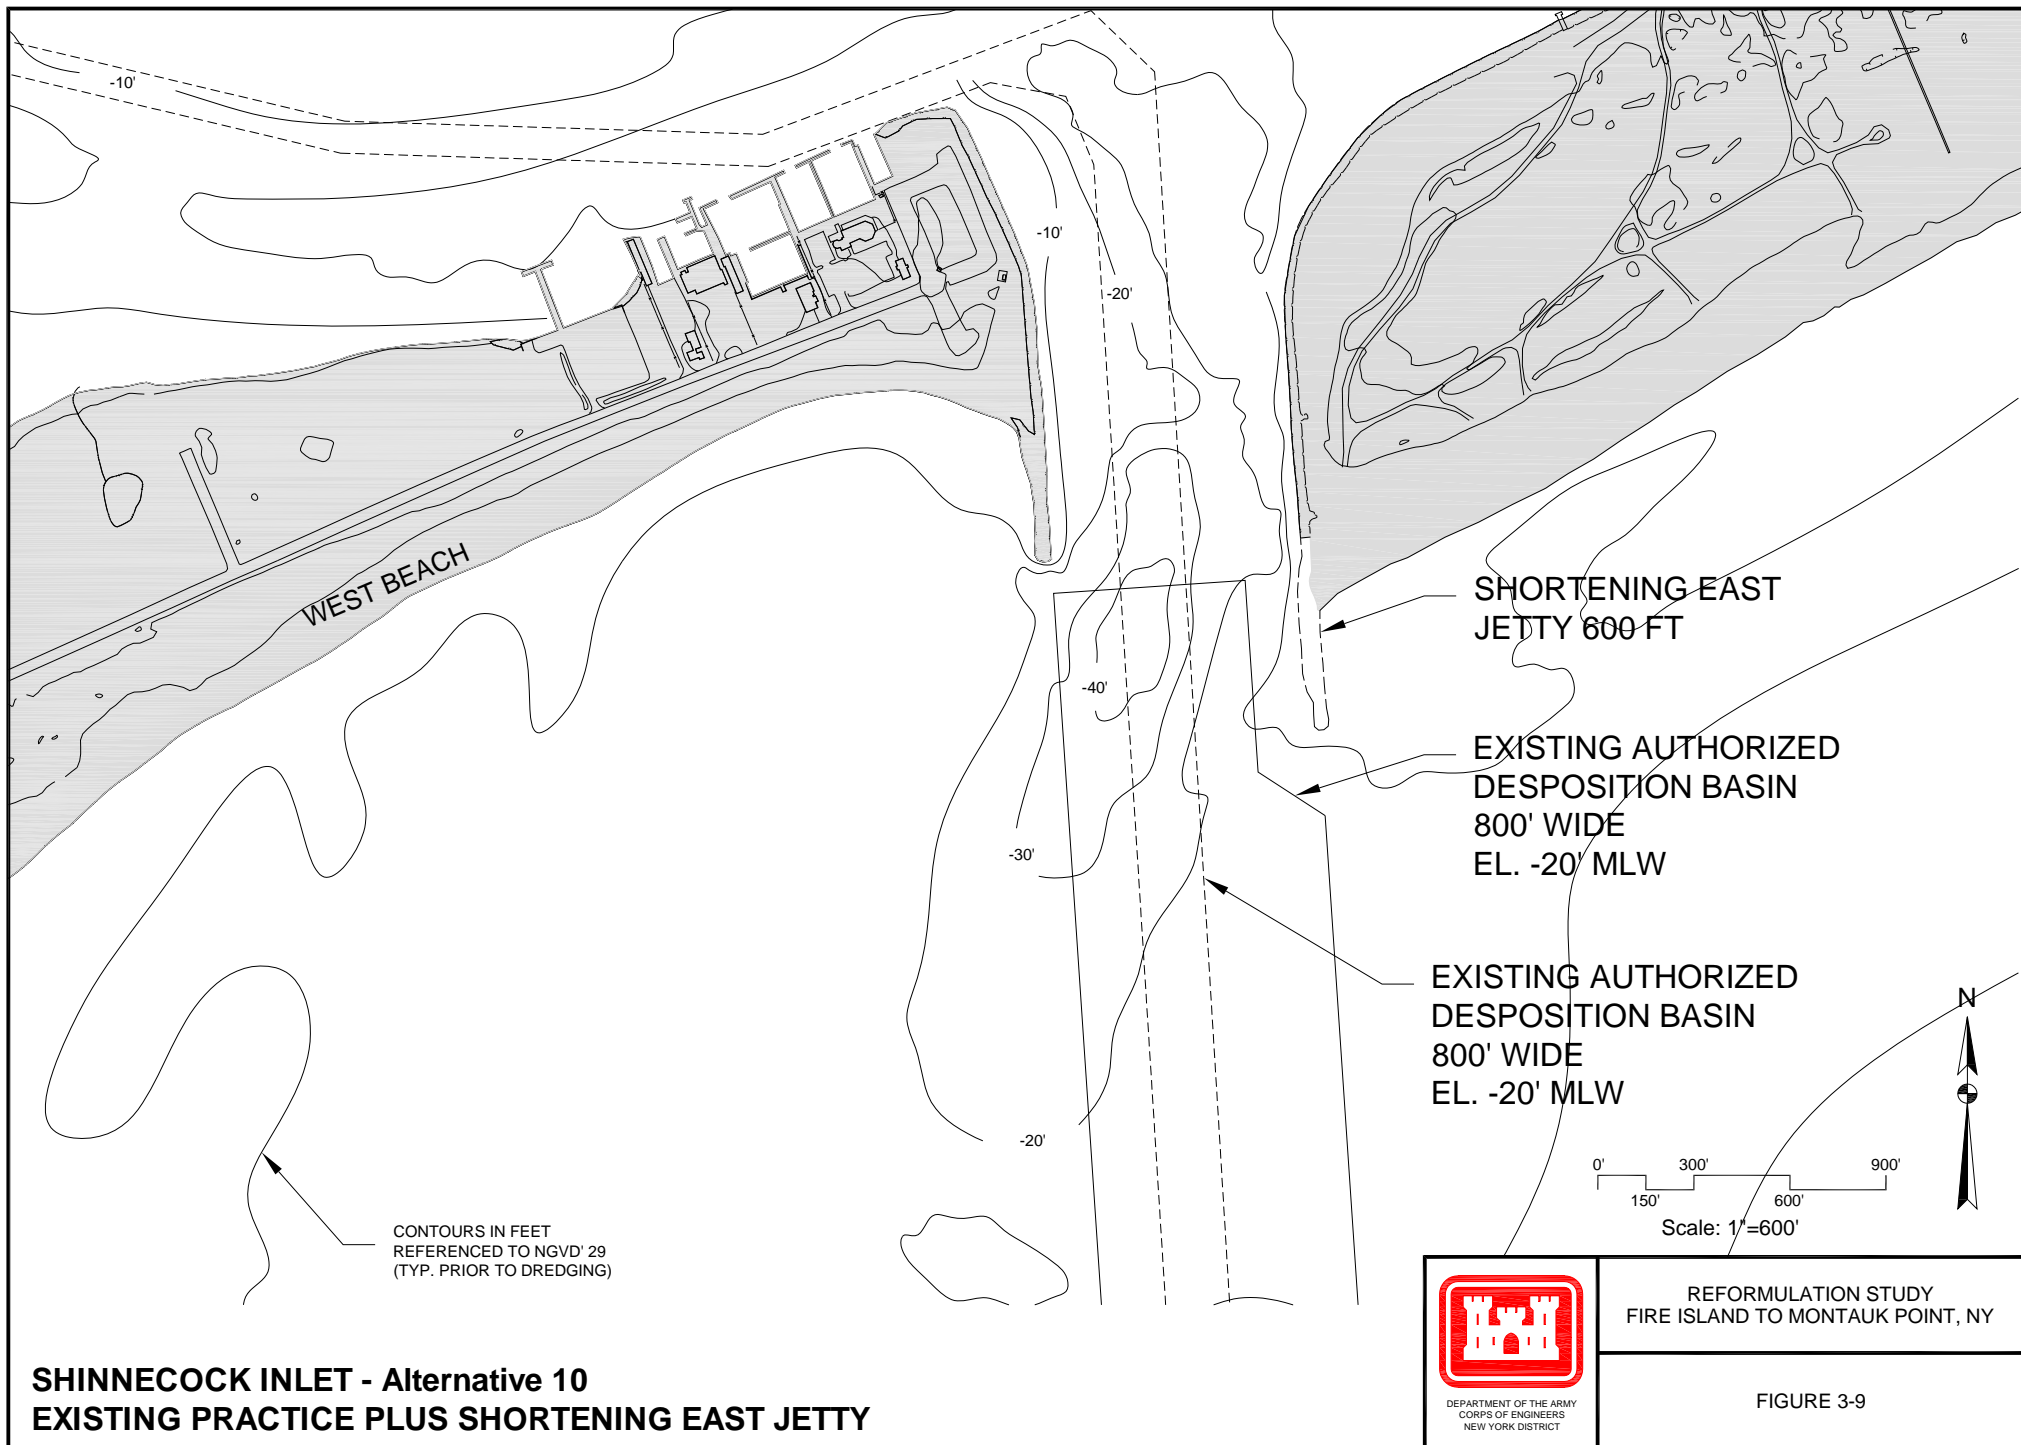 -10'
-10'
-20'
WEST BEACH
SHORTENING EAST
JETTY 600 FT
-40'
EXISTING AUTHORIZED
DESPOSITION BASIN
800' WIDE
EL. -20' MLW
-30'
EXISTING AUTHORIZED
DESPOSITION BASIN
800' WIDE
EL. -20' MLW
N
-20'
0' 300' 900'
150' 600'
Scale: 1"=600'
CONTOURS IN FEET
REFERENCED TO NGVD' 29
(TYP. PRIOR TO DREDGING)
SHINNECOCK INLET - Alternative 10
EXISTING PRACTICE PLUS SHORTENING EAST JETTY
DEPARTMENT OF THE ARMY
CORPS OF ENGINEERS
NEW YORK DISTRICT
REFORMULATION STUDY
FIRE ISLAND TO MONTAUK POINT, NY
FIGURE 3-9